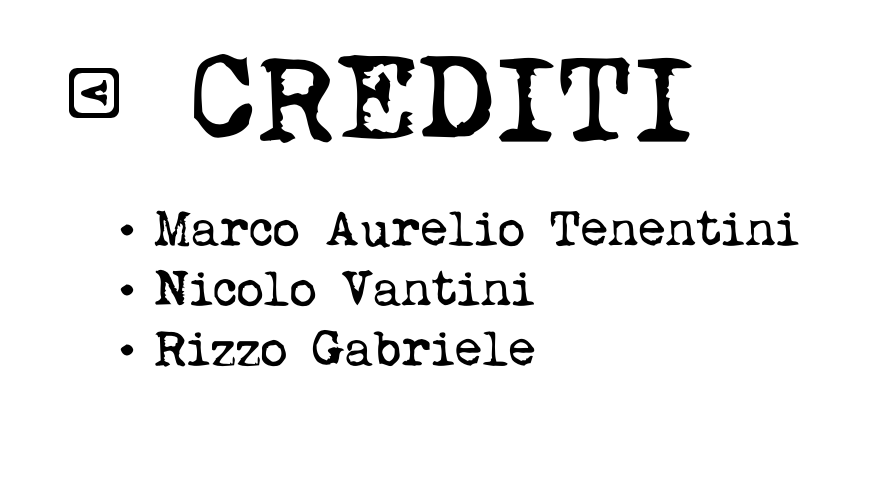 CREDITI
• Marco Aurelio Tenentini
• Nicolo Vantini
• Rizzo Gabriele